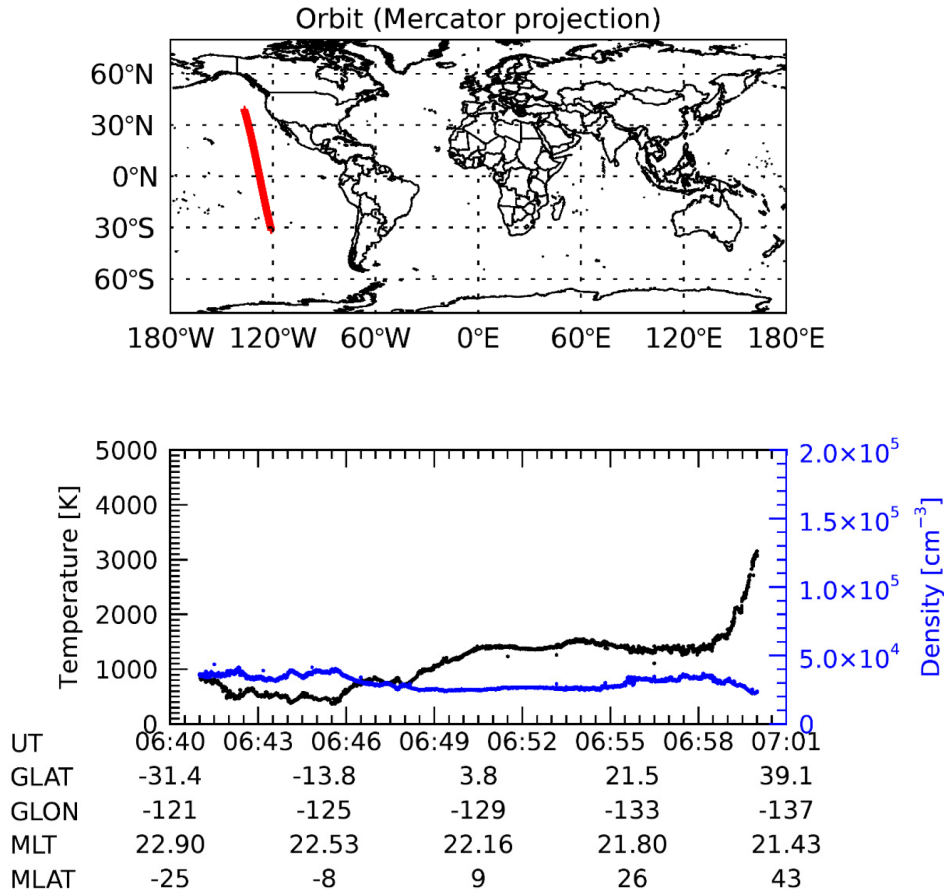 Orbit (Mercator projection)
60°N
30°N
0°N
30°S
60°S
180°W 120°W 60°W 0°E 60°E 120°E 180°E
5000
4000
3000
2000
1000
0
Temperature [K]
2.0×10⁵
1.5×10⁵
1.0×10⁵
5.0×10⁴
0
Density [cm⁻³]
UT 06:40 06:43 06:46 06:49 06:52 06:55 06:58 07:01
GLAT -31.4 -13.8 3.8 21.5 39.1
GLON -121 -125 -129 -133 -137
MLT 22.90 22.53 22.16 21.80 21.43
MLAT -25 -8 9 26 43